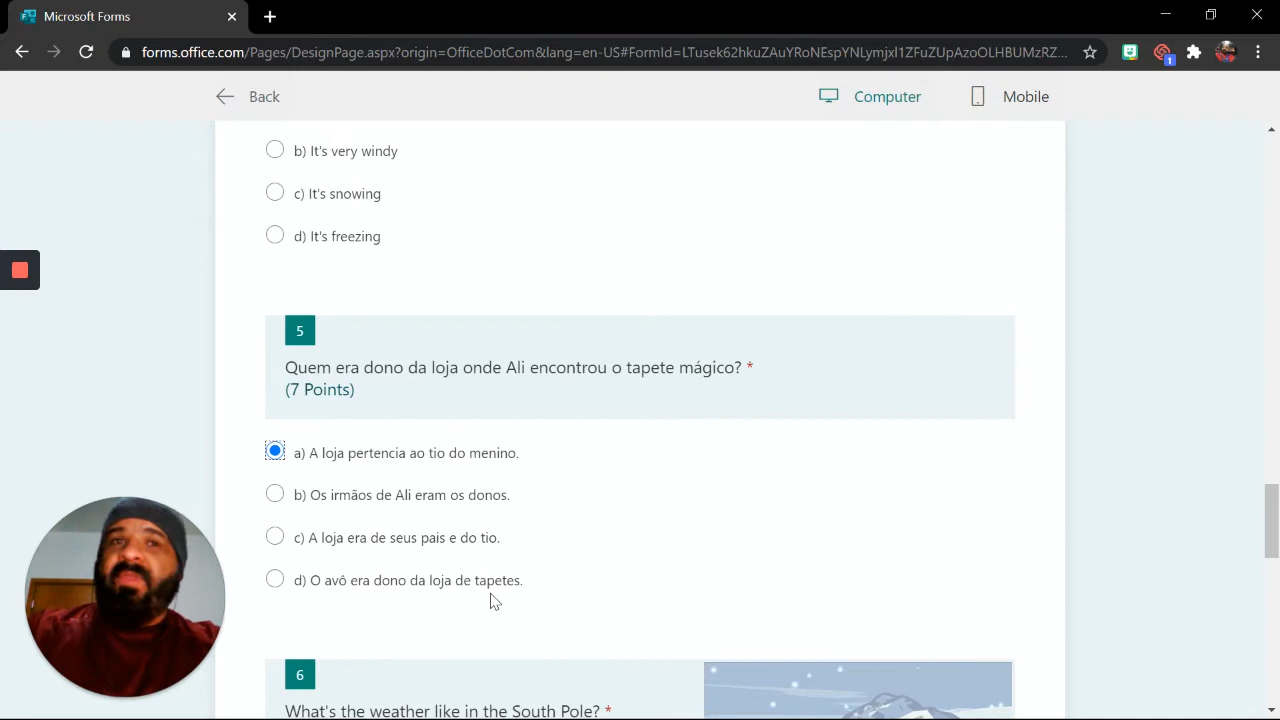 Microsoft Forms
forms.office.com/Pages/DesignPage.aspx?origin=OfficeDotCom&lang=en-US#FormId=LTusek62hkuZAuYRoNEspYNLymjxI1ZFuZUpAzoOLHBUMzRZ...
1
Back
Computer
Mobile
b) It's very windy
c) It's snowing
d) It's freezing
5
Quem era dono da loja onde Ali encontrou o tapete mágico? *
(7 Points)
a) A loja pertencia ao tio do menino.
b) Os irmãos de Ali eram os donos.
c) A loja era de seus pais e do tio.
d) O avô era dono da loja de tapetes.
6
What's the weather like in the South Pole? *